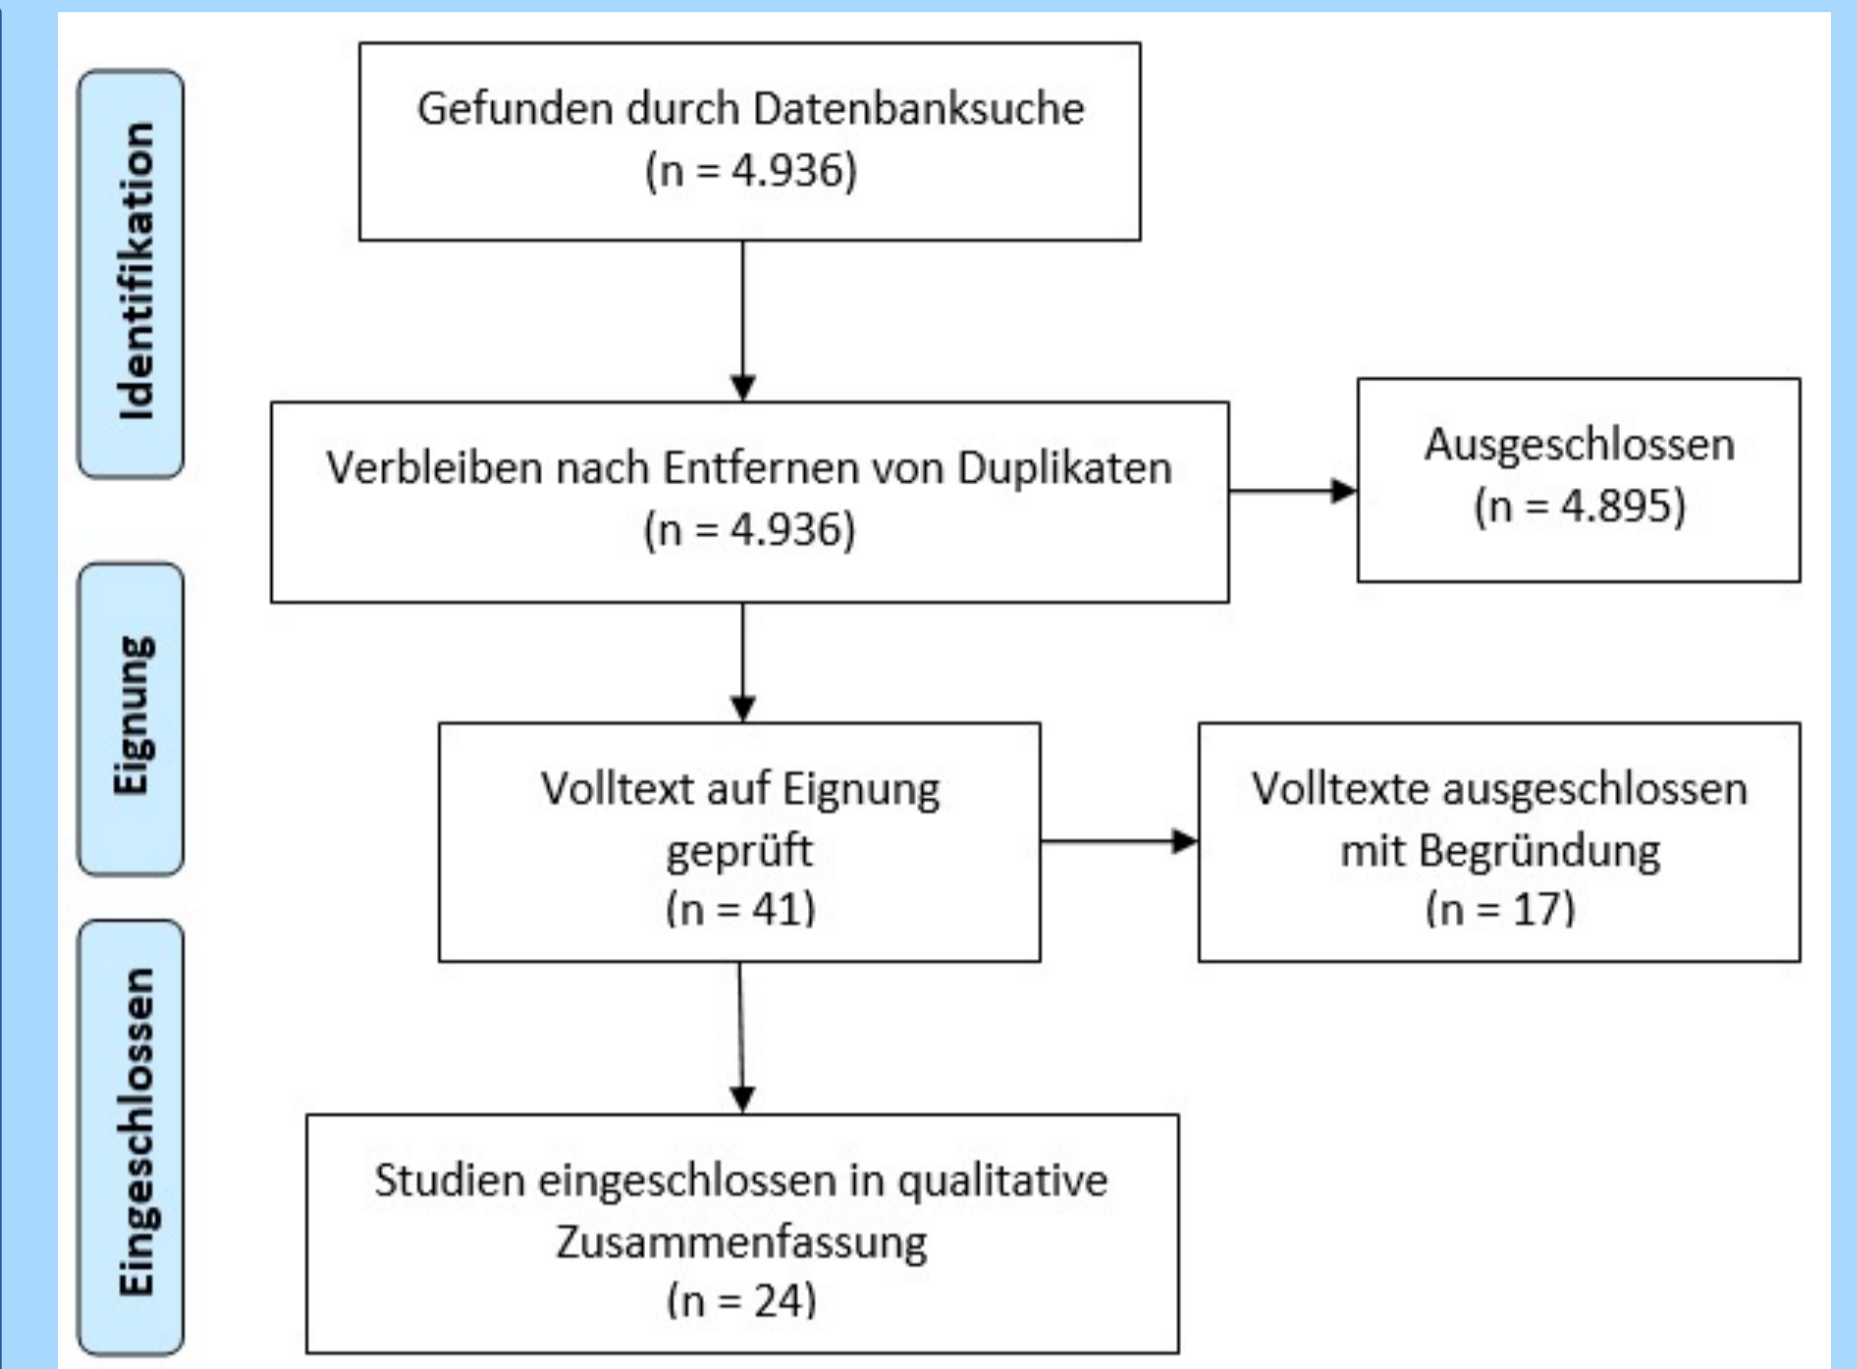 Identifikation
Gefunden durch Datenbanksuche
(n = 4.936)
Verbleiben nach Entfernen von Duplikaten
(n = 4.936)
Ausgeschlossen
(n = 4.895)
Eignung
Volltext auf Eignung
geprüft
(n = 41)
Volltexte ausgeschlossen
mit Begründung
(n = 17)
Eingeschlossen
Studien eingeschlossen in qualitative
Zusammenfassung
(n = 24)